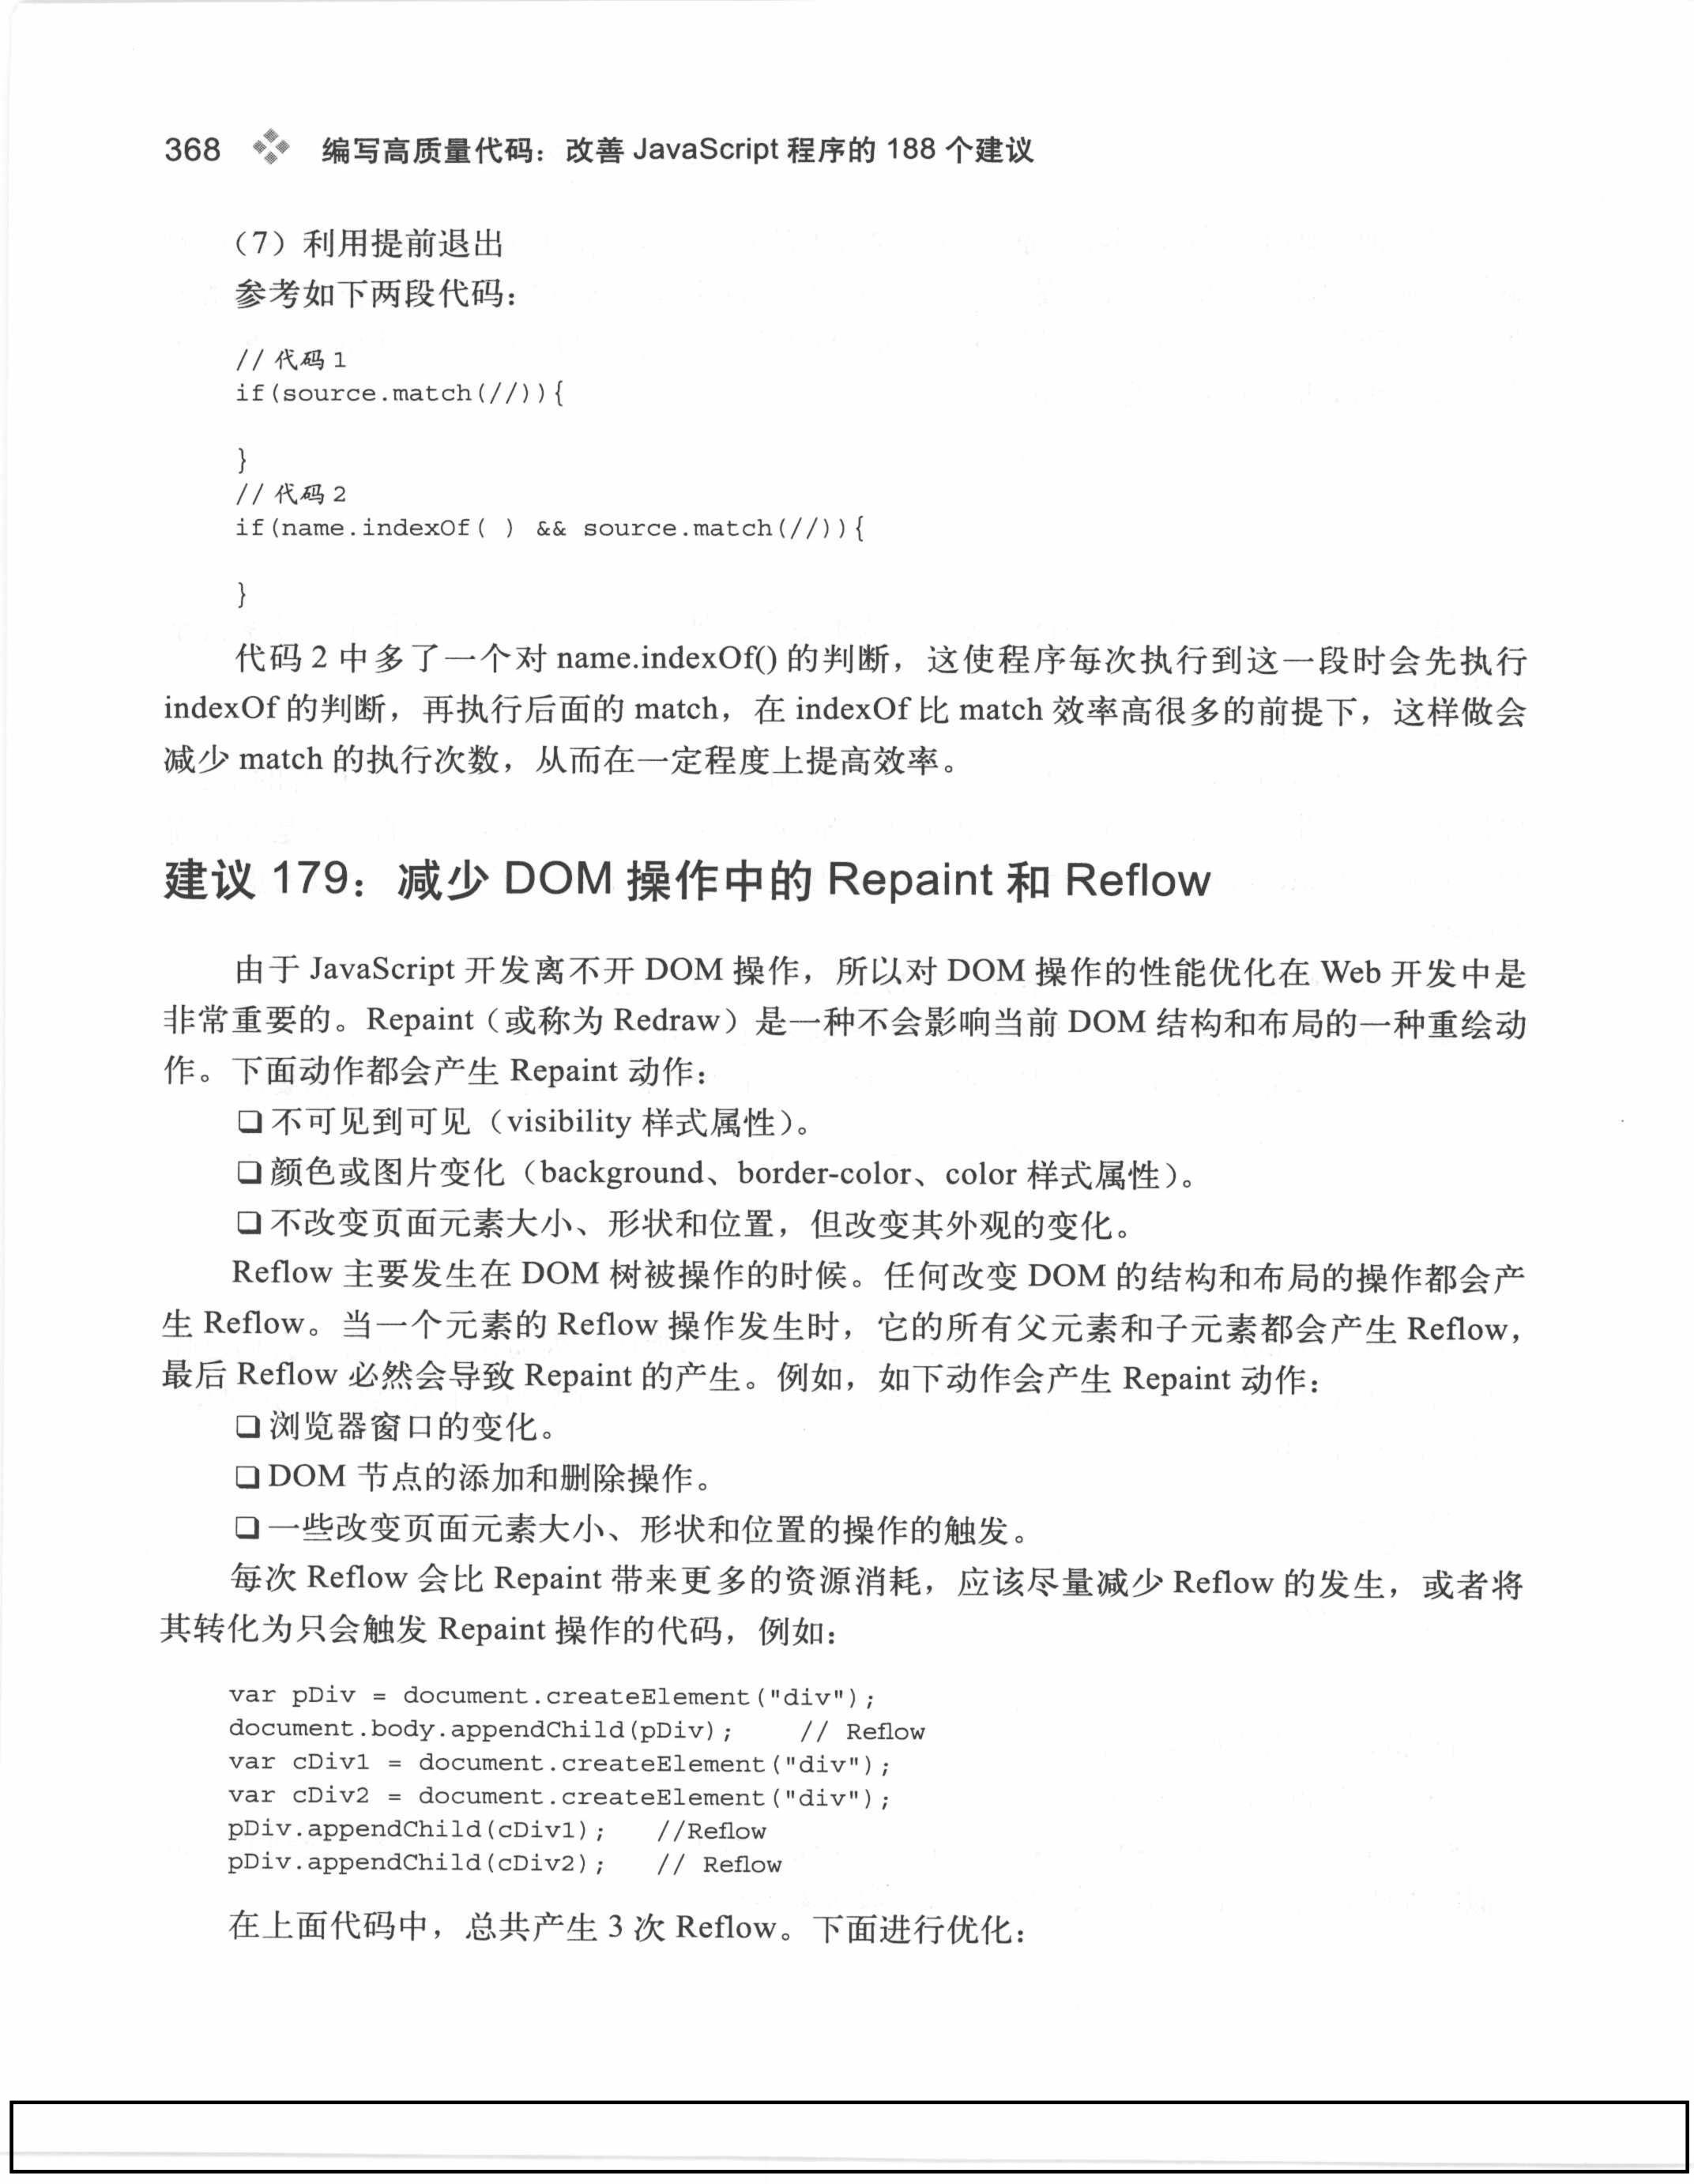 368 编写高质量代码：改善 JavaScript 程序的 188 个建议
（7）利用提前退出
参考如下两段代码：
// 代码 1
if(source.match(//)){
}
// 代码 2
if(name.indexOf( ) && source.match(//)){
}
代码 2 中多了一个对 name.indexOf() 的判断，这使程序每次执行到这一段时会先执行
indexOf 的判断，再执行后面的 match，在 indexOf 比 match 效率高很多的前提下，这样做会
减少 match 的执行次数，从而在一定程度上提高效率。
建议 179：减少 DOM 操作中的 Repaint 和 Reflow
由于 JavaScript 开发离不开 DOM 操作，所以对 DOM 操作的性能优化在 Web 开发中是
非常重要的。Repaint（或称为 Redraw）是一种不会影响当前 DOM 结构和布局的一种重绘动
作。下面动作都会产生 Repaint 动作：
❑ 不可见到可见（visibility 样式属性）。
❑ 颜色或图片变化（background、border-color、color 样式属性）。
❑ 不改变页面元素大小、形状和位置，但改变其外观的变化。
Reflow 主要发生在 DOM 树被操作的时候。任何改变 DOM 的结构和布局的操作都会产
生 Reflow。当一个元素的 Reflow 操作发生时，它的所有父元素和子元素都会产生 Reflow，
最后 Reflow 必然会导致 Repaint 的产生。例如，如下动作会产生 Repaint 动作：
❑ 浏览器窗口的变化。
❑ DOM 节点的添加和删除操作。
❑ 一些改变页面元素大小、形状和位置的操作的触发。
每次 Reflow 会比 Repaint 带来更多的资源消耗，应该尽量减少 Reflow 的发生，或者将
其转化为只会触发 Repaint 操作的代码，例如：
var pDiv = document.createElement("div");
document.body.appendChild(pDiv); // Reflow
var cDiv1 = document.createElement("div");
var cDiv2 = document.createElement("div");
pDiv.appendChild(cDiv1); //Reflow
pDiv.appendChild(cDiv2); // Reflow
在上面代码中，总共产生 3 次 Reflow。下面进行优化：